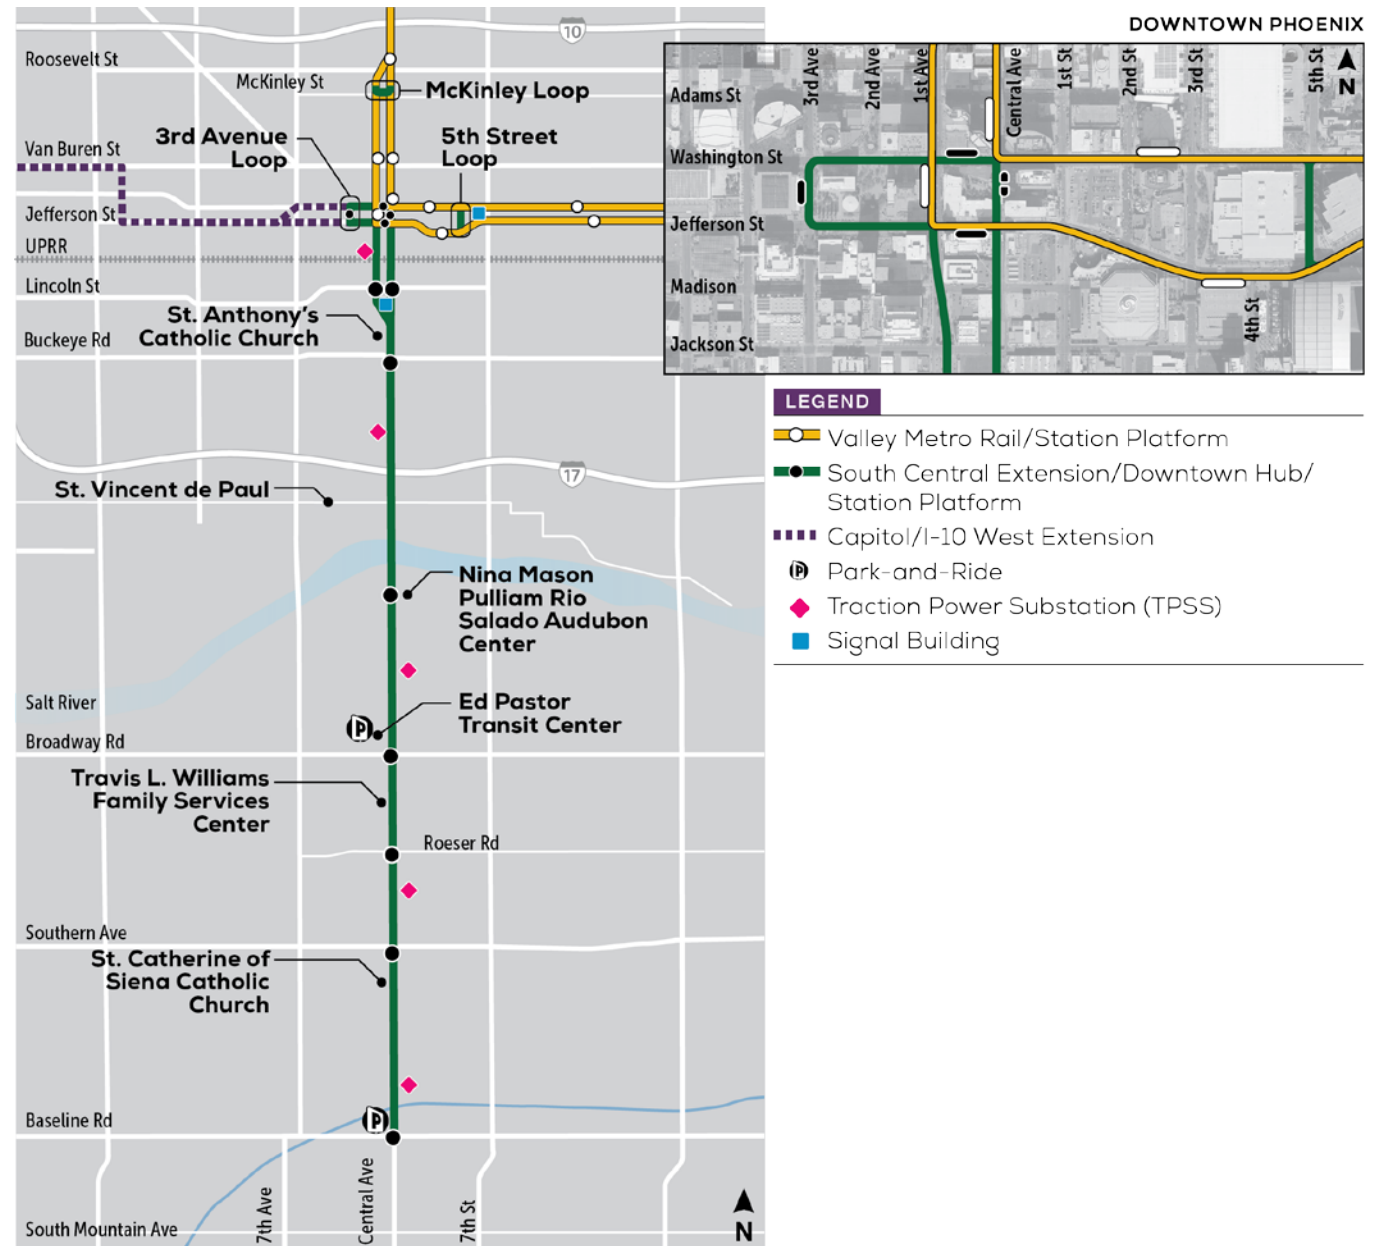 DOWNTOWN PHOENIX
10
Roosevelt St
McKinley St
McKinley Loop
3rd Avenue
Loop
5th Street
Loop
Van Buren St
Jefferson St
UPRR
Lincoln St
St. Anthony's
Catholic Church
Buckeye Rd
17
St. Vincent de Paul
Nina Mason
Pulliam Rio
Salado Audubon
Center
Salt River
Ed Pastor
Transit Center
P
Broadway Rd
Travis L. Williams
Family Services
Center
Roeser Rd
Southern Ave
St. Catherine of
Siena Catholic
Church
Baseline Rd
P
7th Ave
Central Ave
7th St
South Mountain Ave
N
3rd Ave
2nd Ave
1st Ave
Central Ave
1st St
2nd St
3rd St
5th St
N
Adams St
Washington St
Jefferson St
Madison
4th St
Jackson St
LEGEND
Valley Metro Rail/Station Platform
South Central Extension/Downtown Hub/
Station Platform
Capitol/I-10 West Extension
P
Park-and-Ride
Traction Power Substation (TPSS)
Signal Building